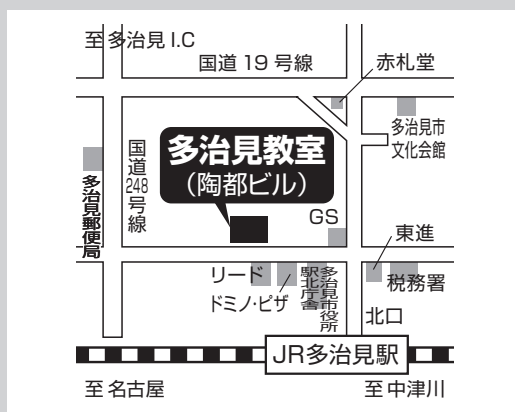 至 多治見 I.C
国道 19 号線
赤札堂
多治見市
文化会館
国道248号線
多治見教室
（陶都ビル）
多治見郵便局
GS
東進
リード
ドミノ・ピザ
多治見市役所
駅北庁舎
税務署
北口
JR多治見駅
至 名古屋
至 中津川